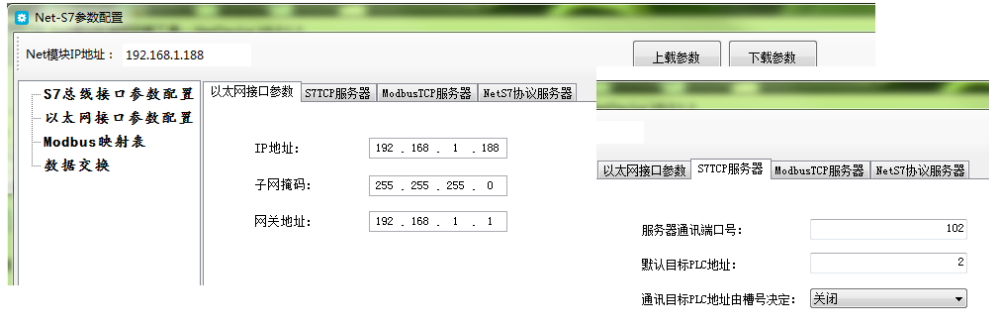 Net-S7参数配置
Net模块IP地址： 192.168.1.188
上载参数 下载参数
S7总线接口参数配置
以太网接口参数配置
Modbus映射表
数据交换
以太网接口参数 S7TCP服务器 ModbusTCP服务器 NetS7协议服务器
IP地址： 192 . 168 . 1 . 188
子网掩码： 255 . 255 . 255 . 0
网关地址： 192 . 168 . 1 . 1
以太网接口参数 S7TCP服务器 ModbusTCP服务器 NetS7协议服务器
服务器通讯端口号： 102
默认目标PLC地址： 2
通讯目标PLC地址由槽号决定： 关闭